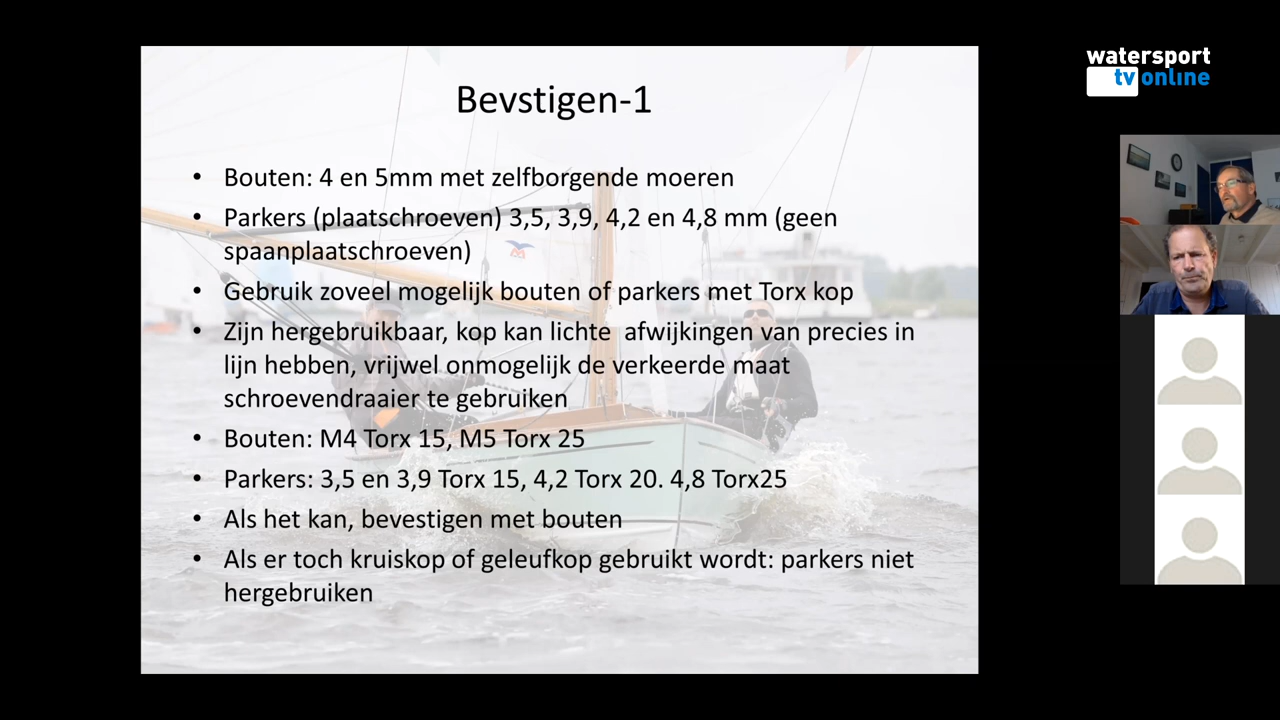 Bevstigen-1
• Bouten: 4 en 5mm met zelfborgende moeren
• Parkers (plaatschroeven) 3,5, 3,9, 4,2 en 4,8 mm (geen
spaanplaatschroeven)
• Gebruik zoveel mogelijk bouten of parkers met Torx kop
• Zijn hergebruikbaar, kop kan lichte  afwijkingen van precies in
lijn hebben, vrijwel onmogelijk de verkeerde maat
schroevendraaier te gebruiken
• Bouten: M4 Torx 15, M5 Torx 25
• Parkers: 3,5 en 3,9 Torx 15, 4,2 Torx 20. 4,8 Torx25
• Als het kan, bevestigen met bouten
• Als er toch kruiskop of geleufkop gebruikt wordt: parkers niet
hergebruiken
watersport
tv online